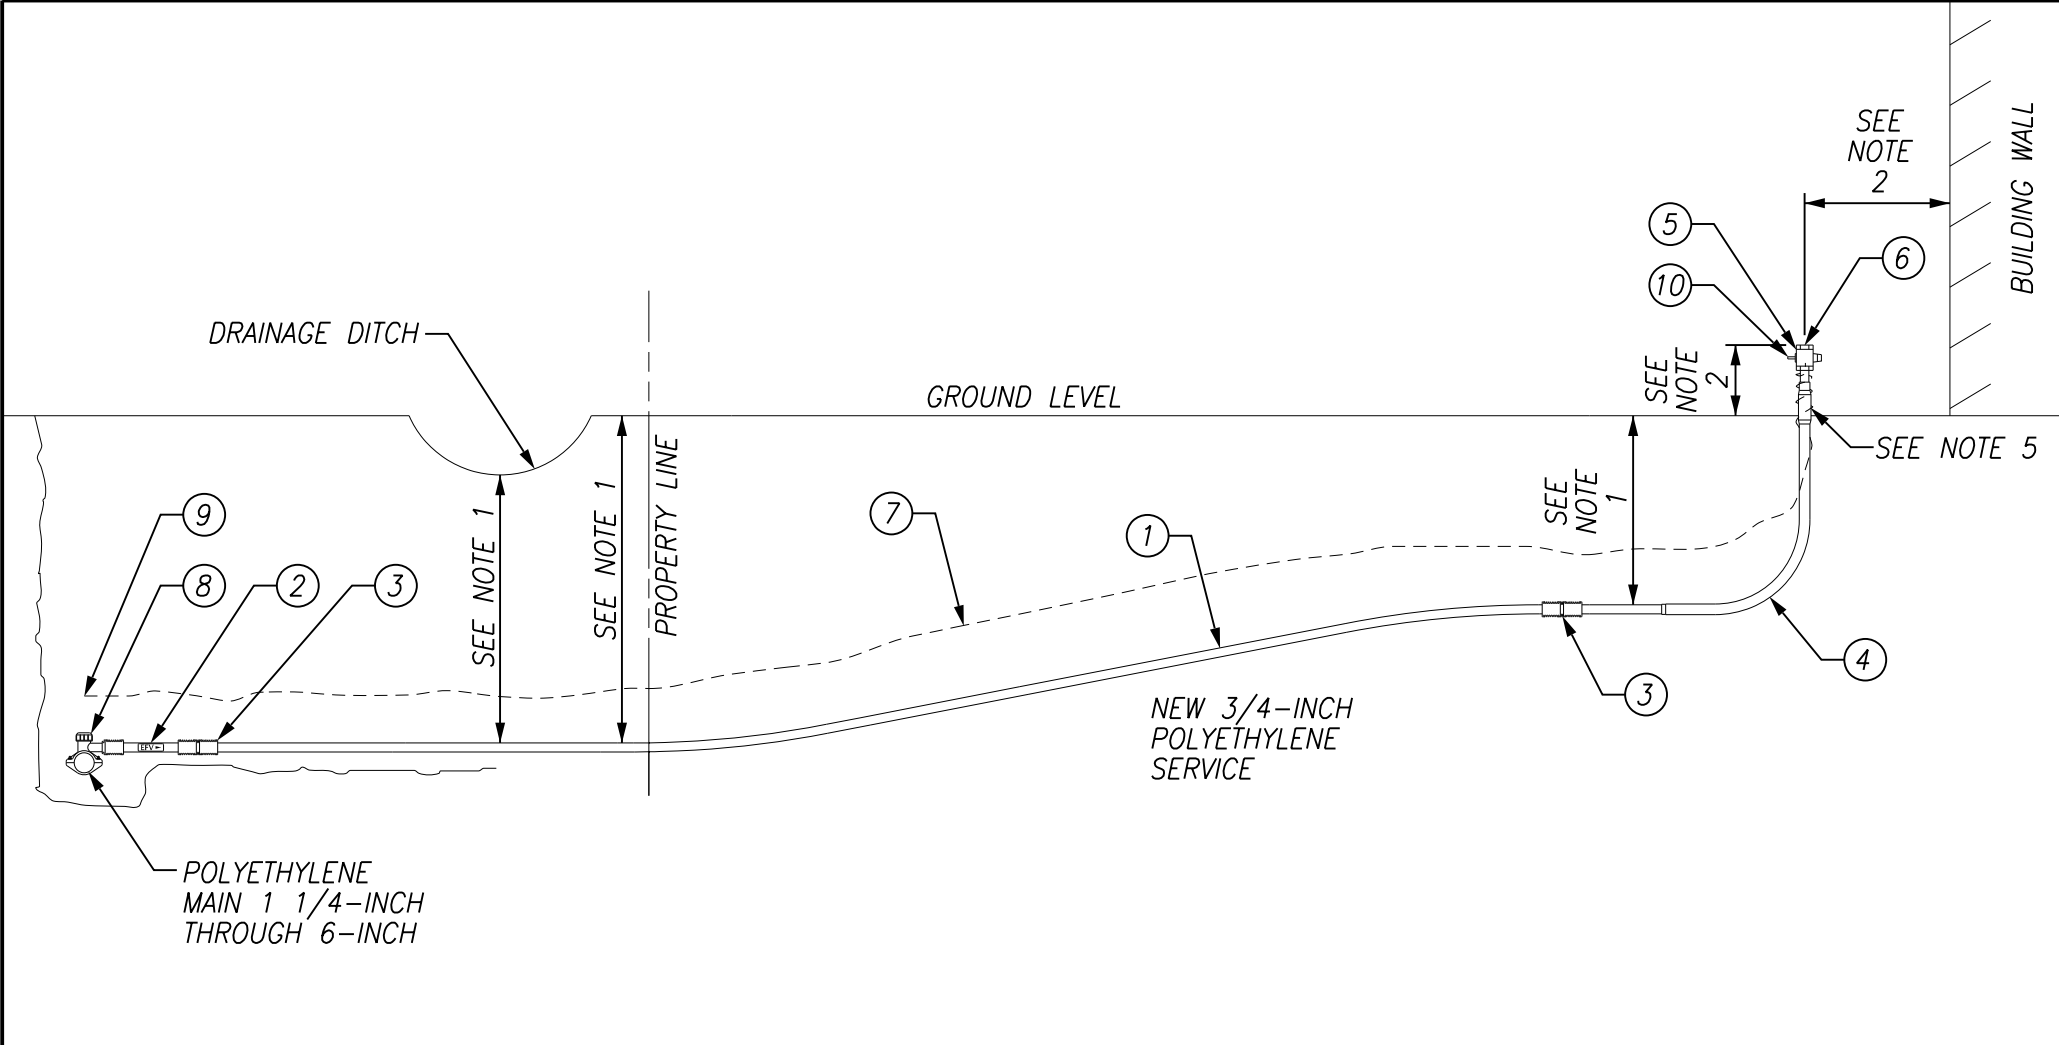 SEE
NOTE
2
BUILDING WALL
5
6
10
DRAINAGE DITCH
SEE
NOTE
2
GROUND LEVEL
SEE NOTE 5
PROPERTY LINE
SEE NOTE 1
SEE NOTE 1
SEE
NOTE
1
9
7
1
8
2
3
4
3
NEW 3/4-INCH
POLYETHYLENE
SERVICE
EFV
POLYETHYLENE
MAIN 1 1/4-INCH
THROUGH 6-INCH